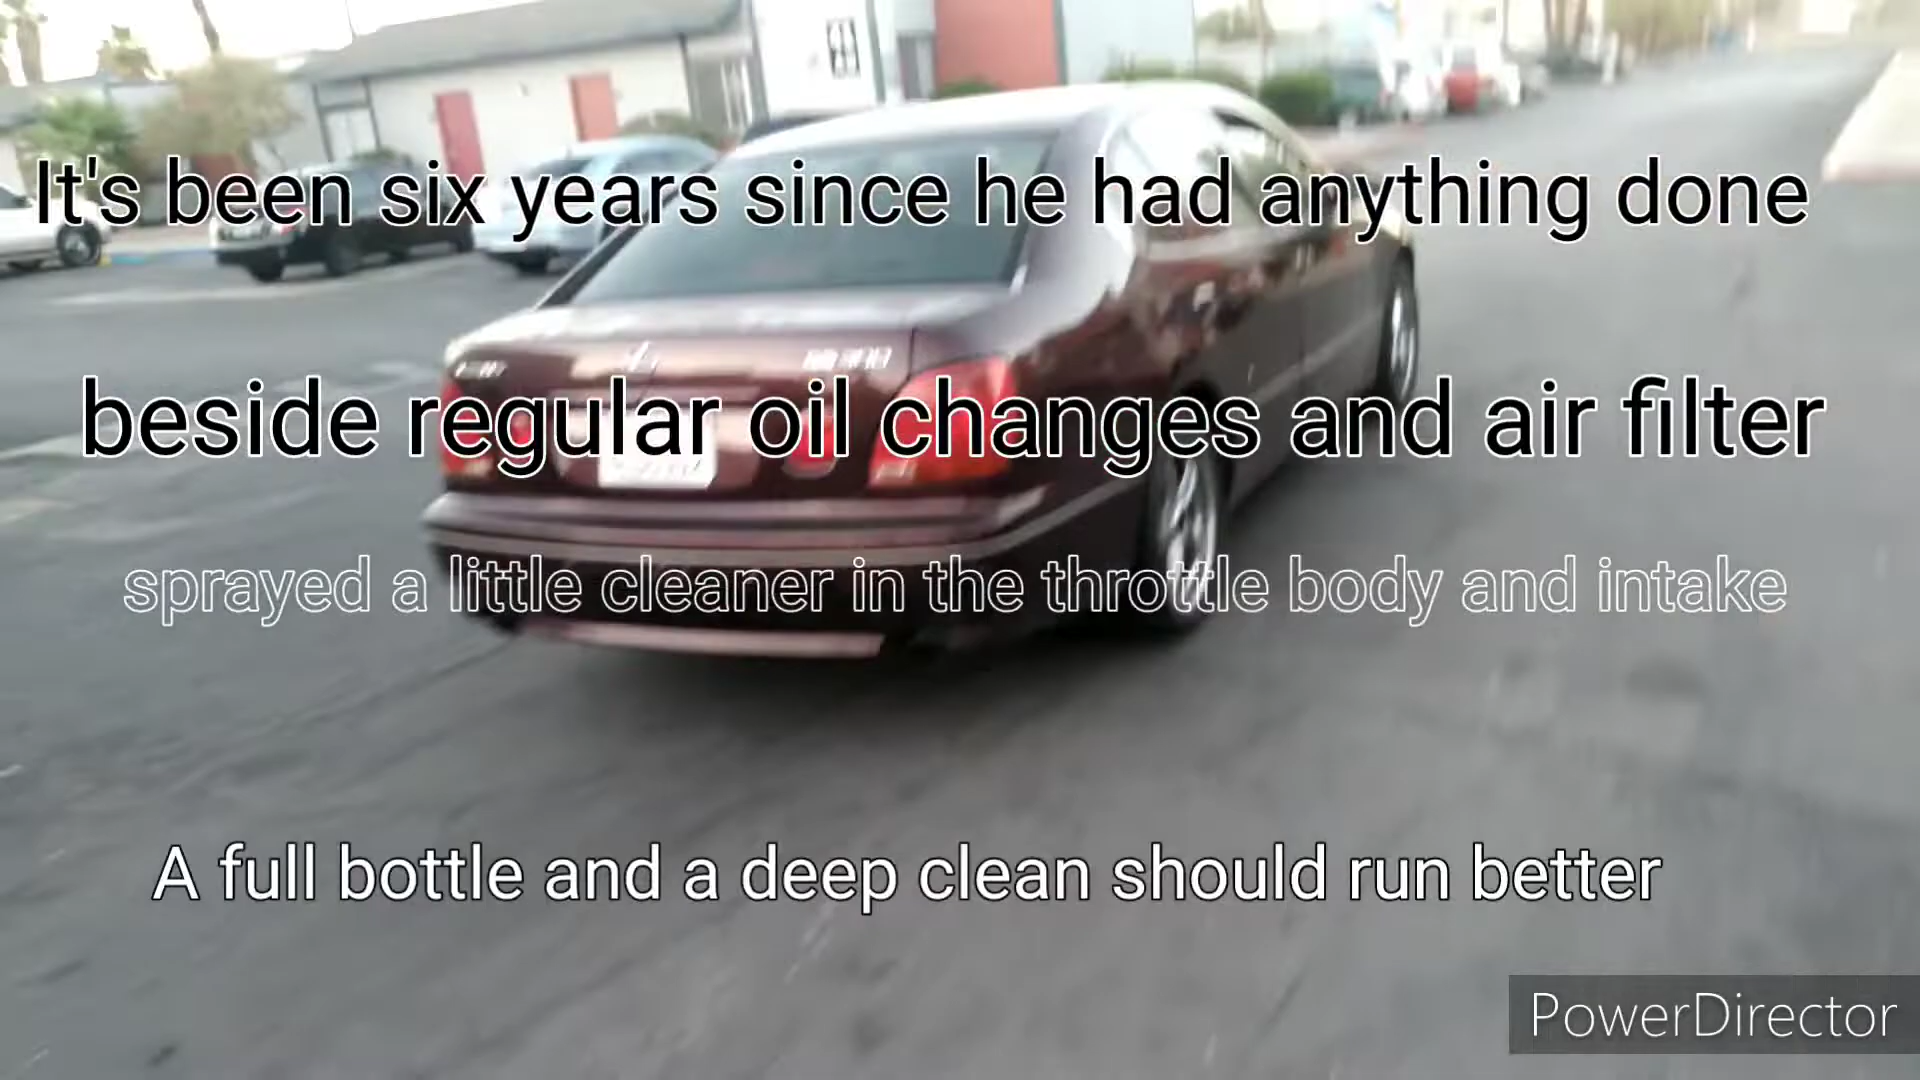 It's been six years since he had anything done
beside regular oil changes and air filter
sprayed a little cleaner in the throttle body and intake
A full bottle and a deep clean should run better
PowerDirector